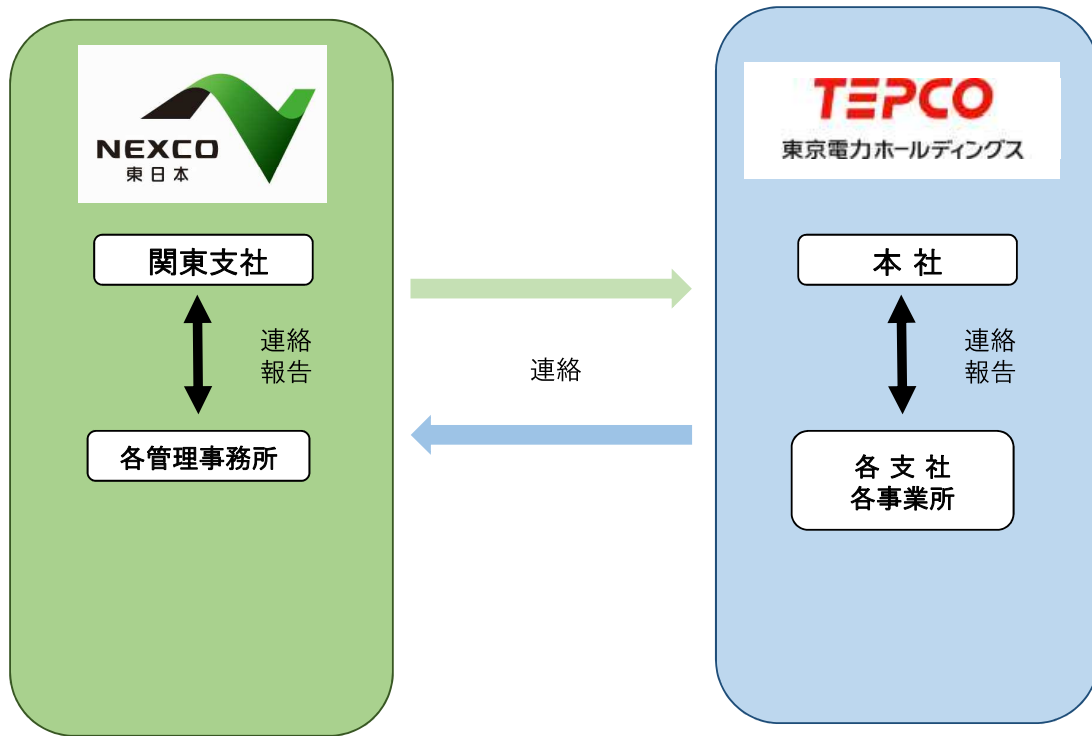 NEXCO
東日本
関東支社
連絡
報告
各管理事務所
連絡
TEPCO
東京電力ホールディングス
本 社
連絡
報告
各 支 社
各事業所